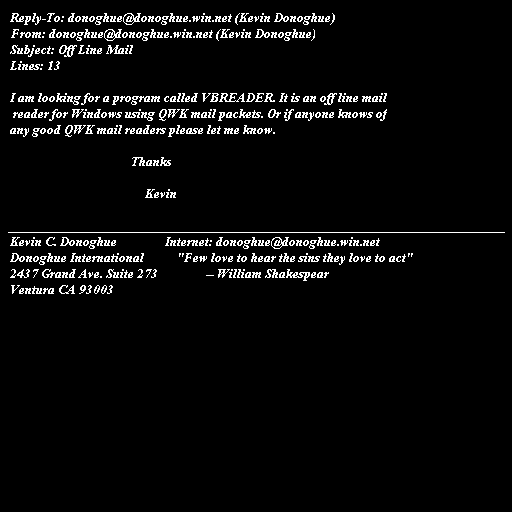 Reply-To: donoghue@donoghue.win.net (Kevin Donoghue)
From: donoghue@donoghue.win.net (Kevin Donoghue)
Subject: Off Line Mail
Lines: 13
I am looking for a program called VBREADER. It is an off line mail
reader for Windows using QWK mail packets. Or if anyone knows of
any good QWK mail readers please let me know.
Thanks
Kevin
Kevin C. Donoghue Internet: donoghue@donoghue.win.net
Donoghue International "Few love to hear the sins they love to act"
2437 Grand Ave. Suite 273 -- William Shakespear
Ventura CA 93003